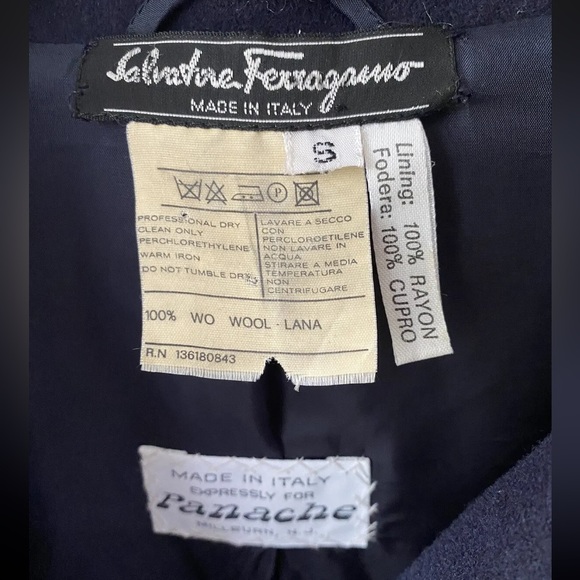 Salvatore Ferragamo
MADE IN ITALY
S
PROFESSIONAL DRY
CLEAN ONLY
PERCHLORETHYLENE
WARM IRON
DO NOT TUMBLE DRY
LAVARE A SECCO
CON
PERCLOROETILENE
NON LAVARE IN
ACQUA
STIRARE A MEDIA
TEMPERATURA
NON
CENTRIFUGARE
100% WO WOOL - LANA
R.N 136180843
Lining: 100% RAYON
Fodera: 100% CUPRO
MADE IN ITALY
EXPRESSLY FOR
Panache
MILLBURN, N.J.